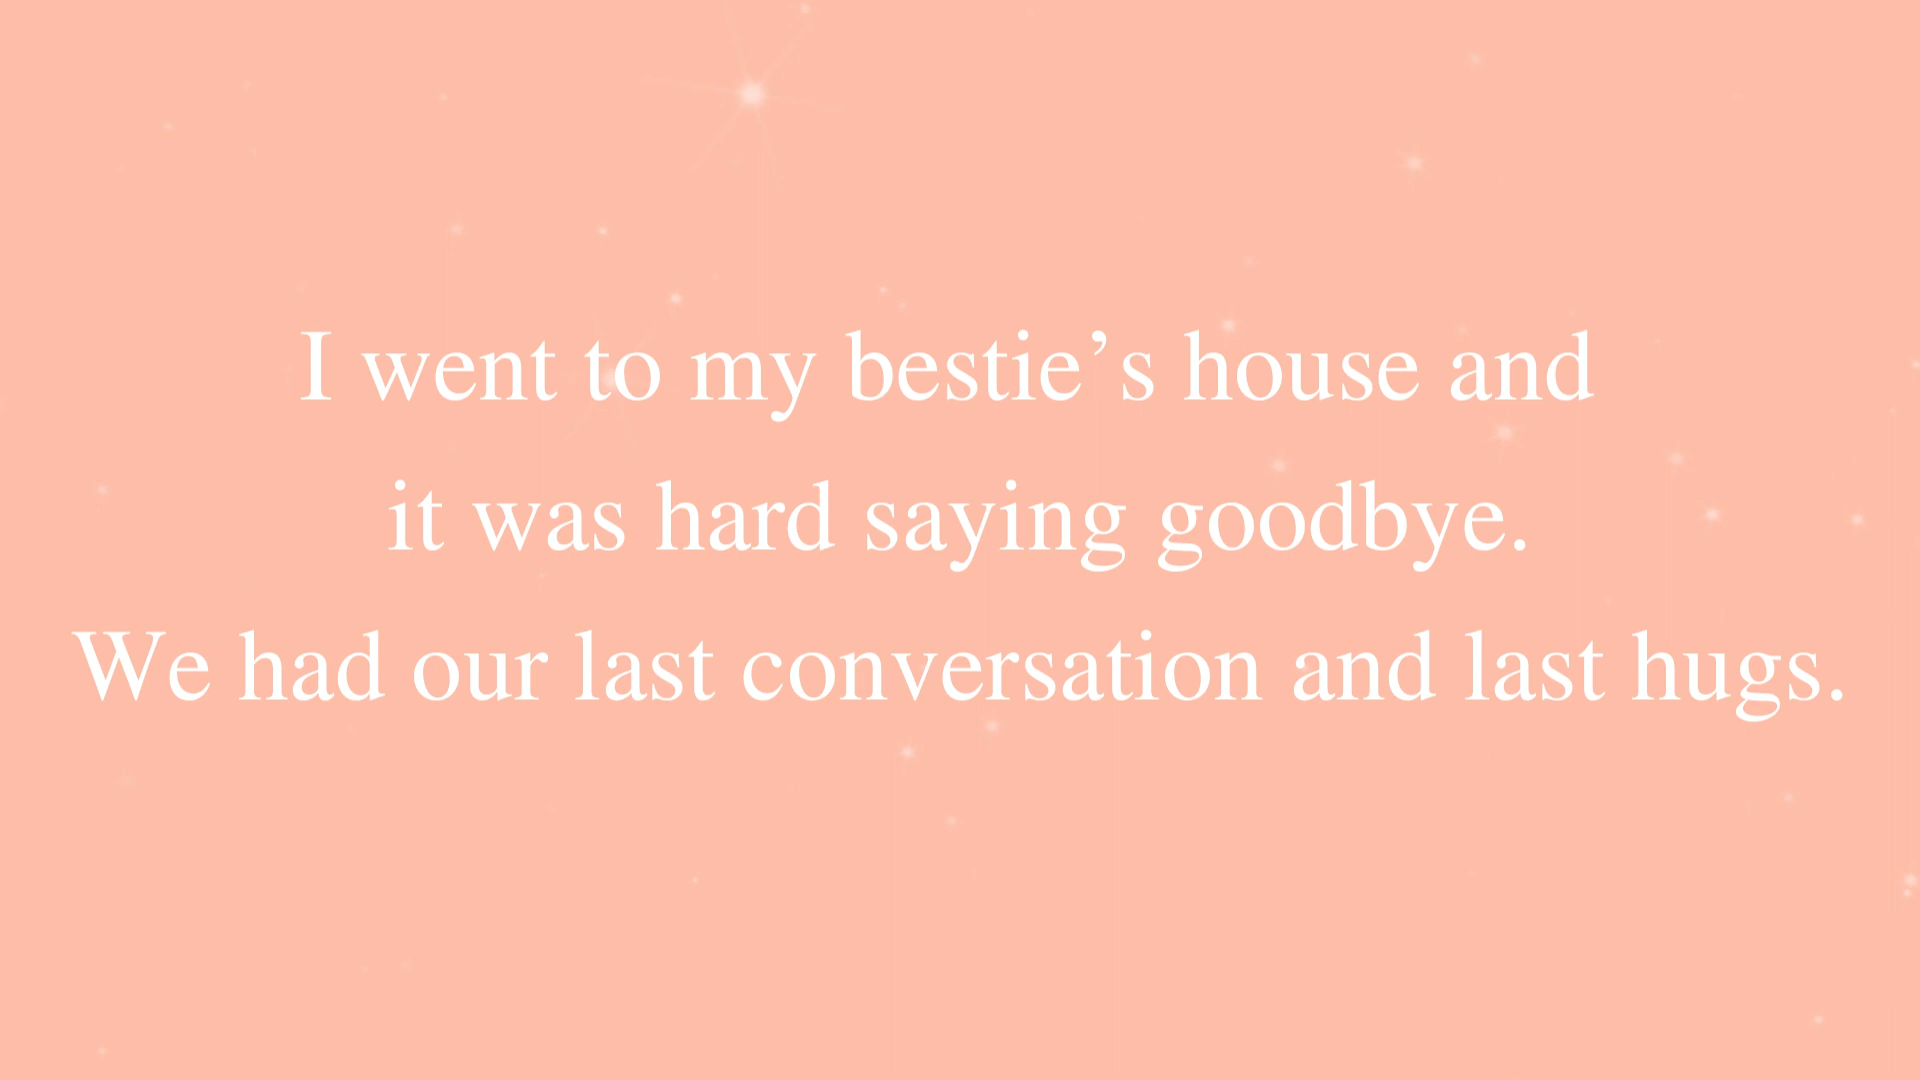 I went to my bestie’s house and
it was hard saying goodbye.
We had our last conversation and last hugs.